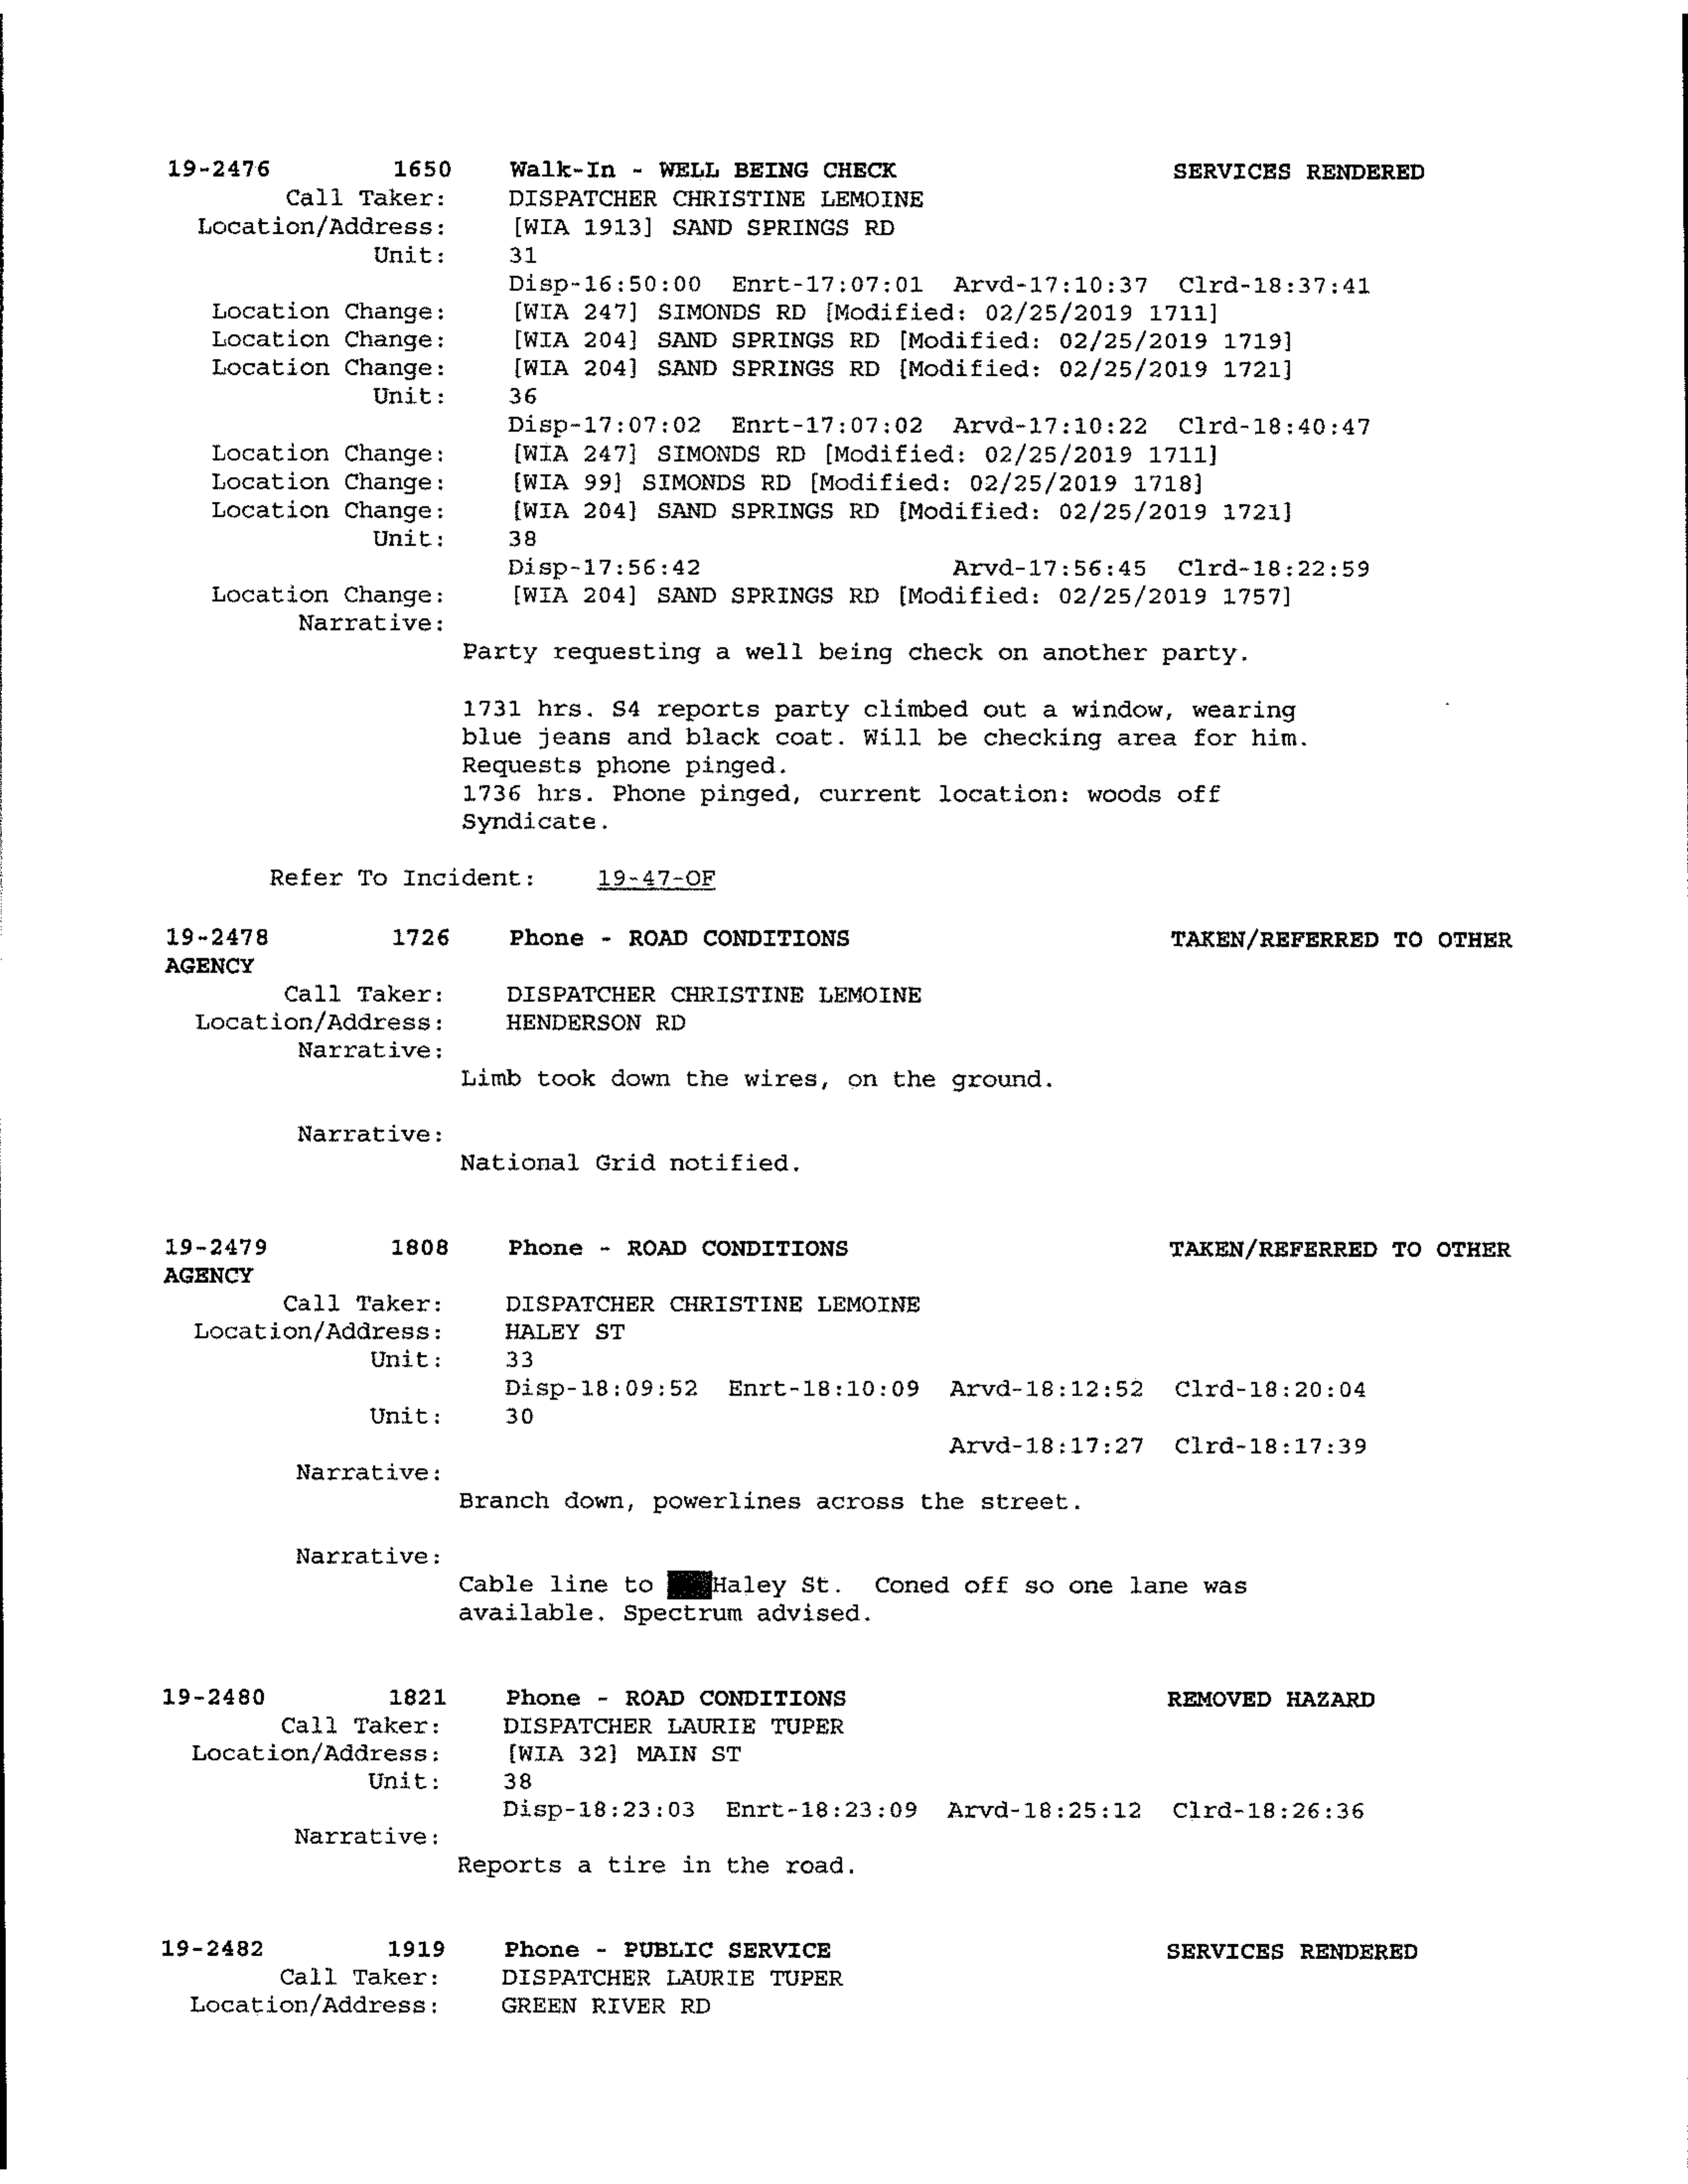 19-2476 1650 Walk-In - WELL BEING CHECK SERVICES RENDERED
Call Taker: DISPATCHER CHRISTINE LEMOINE
Location/Address: [WIA 1913] SAND SPRINGS RD
Unit: 31
Disp-16:50:00 Enrt-17:07:01 Arvd-17:10:37 Clrd-18:37:41
Location Change: [WIA 247] SIMONDS RD [Modified: 02/25/2019 1711]
Location Change: [WIA 204] SAND SPRINGS RD [Modified: 02/25/2019 1719]
Location Change: [WIA 204] SAND SPRINGS RD [Modified: 02/25/2019 1721]
Unit: 36
Disp-17:07:02 Enrt-17:07:02 Arvd-17:10:22 Clrd-18:40:47
Location Change: [WIA 247] SIMONDS RD [Modified: 02/25/2019 1711]
Location Change: [WIA 99] SIMONDS RD [Modified: 02/25/2019 1718]
Location Change: [WIA 204] SAND SPRINGS RD [Modified: 02/25/2019 1721]
Unit: 38
Disp-17:56:42 Arvd-17:56:45 Clrd-18:22:59
Location Change: [WIA 204] SAND SPRINGS RD [Modified: 02/25/2019 1757]
Narrative:
Party requesting a well being check on another party.
1731 hrs. S4 reports party climbed out a window, wearing
blue jeans and black coat. Will be checking area for him.
Requests phone pinged.
1736 hrs. Phone pinged, current location: woods off
Syndicate.
Refer To Incident: 19-47-OF
19-2478 1726 Phone - ROAD CONDITIONS TAKEN/REFERRED TO OTHER
AGENCY
Call Taker: DISPATCHER CHRISTINE LEMOINE
Location/Address: HENDERSON RD
Narrative:
Limb took down the wires, on the ground.
Narrative:
National Grid notified.
19-2479 1808 Phone - ROAD CONDITIONS TAKEN/REFERRED TO OTHER
AGENCY
Call Taker: DISPATCHER CHRISTINE LEMOINE
Location/Address: HALEY ST
Unit: 33
Disp-18:09:52 Enrt-18:10:09 Arvd-18:12:52 Clrd-18:20:04
Unit: 30
Arvd-18:17:27 Clrd-18:17:39
Narrative:
Branch down, powerlines across the street.
Narrative:
Cable line to Haley St. Coned off so one lane was
available. Spectrum advised.
19-2480 1821 Phone - ROAD CONDITIONS REMOVED HAZARD
Call Taker: DISPATCHER LAURIE TUPER
Location/Address: [WIA 32] MAIN ST
Unit: 38
Disp-18:23:03 Enrt-18:23:09 Arvd-18:25:12 Clrd-18:26:36
Narrative:
Reports a tire in the road.
19-2482 1919 Phone - PUBLIC SERVICE SERVICES RENDERED
Call Taker: DISPATCHER LAURIE TUPER
Location/Address: GREEN RIVER RD